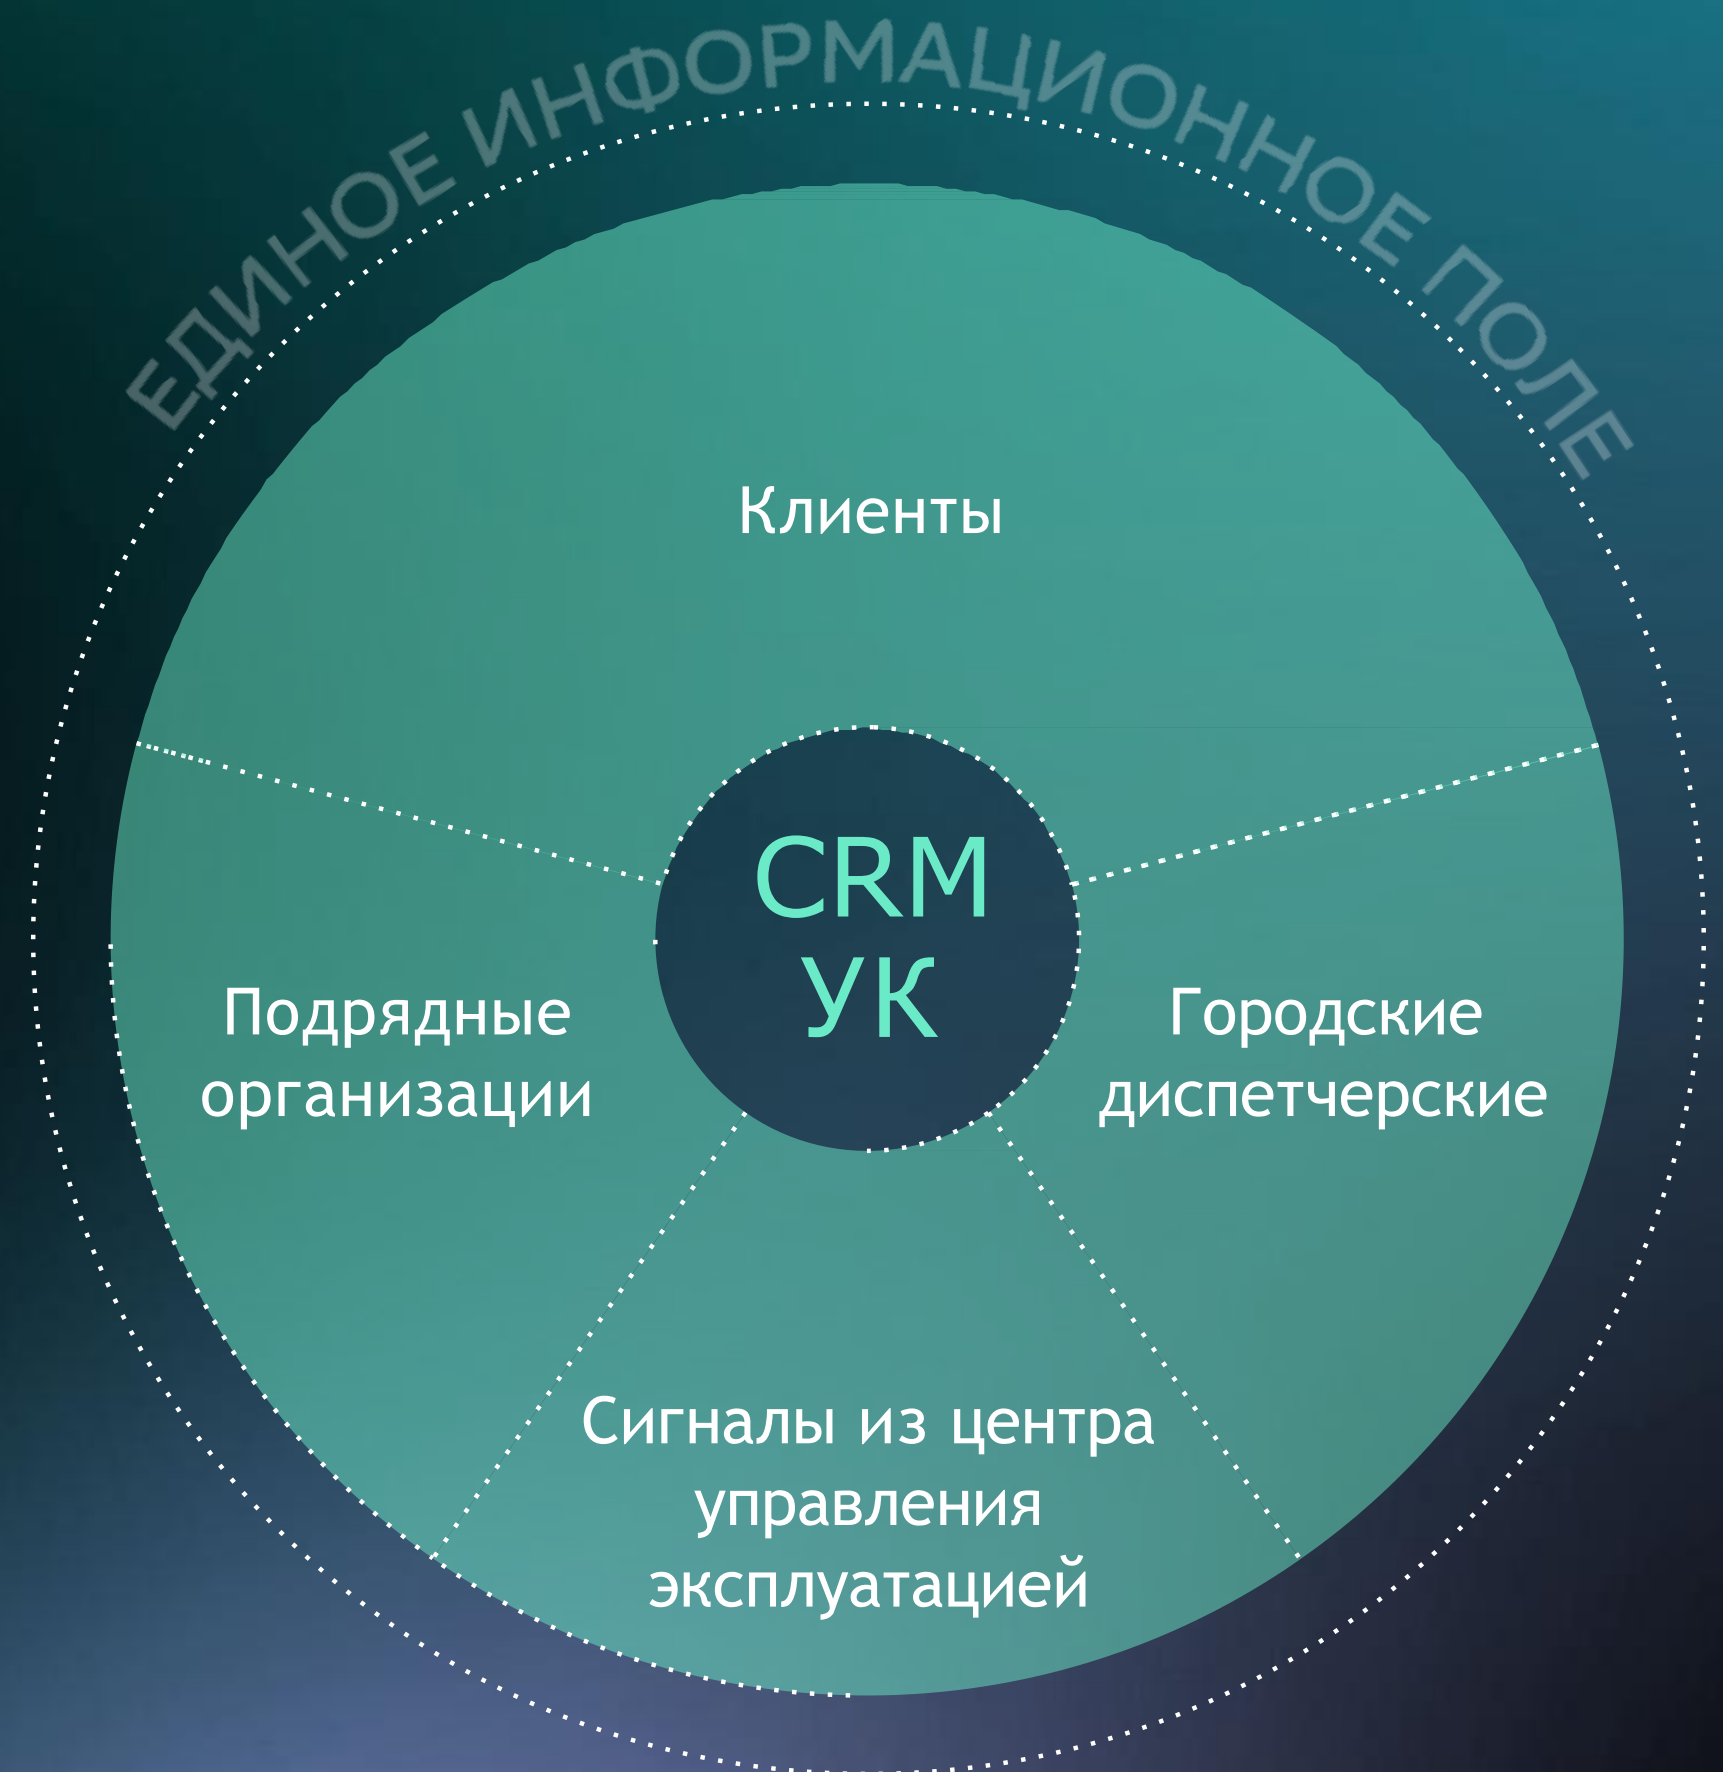 ЕДИНОЕ ИНФОРМАЦИОННОЕ ПОЛЕ
Клиенты
CRM
УК
Подрядные
организации
Городские
диспетчерские
Сигналы из центра
управления
эксплуатацией